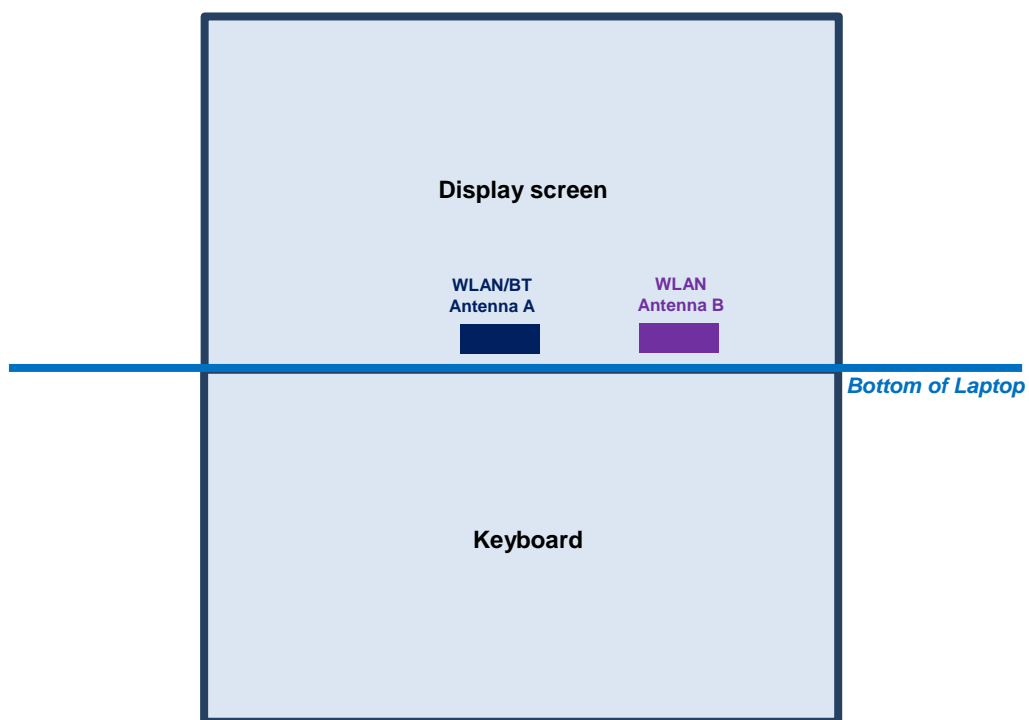 Display screen
WLAN/BT
Antenna A
WLAN
Antenna B
Bottom of Laptop
Keyboard